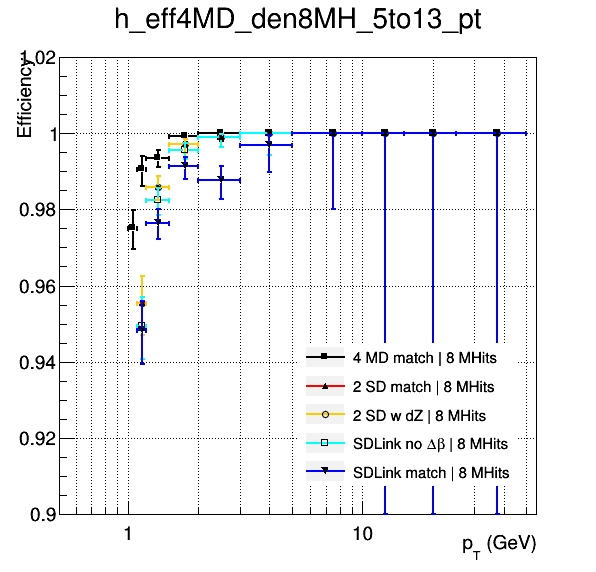 h_eff4MD_den8MH_5to13_pt
Efficiency
1.02
1
0.98
0.96
0.94
0.92
0.9
4 MD match | 8 MHits
2 SD match | 8 MHits
2 SD w dZ | 8 MHits
SDLink no Δβ | 8 MHits
SDLink match | 8 MHits
1
10
p_T (GeV)